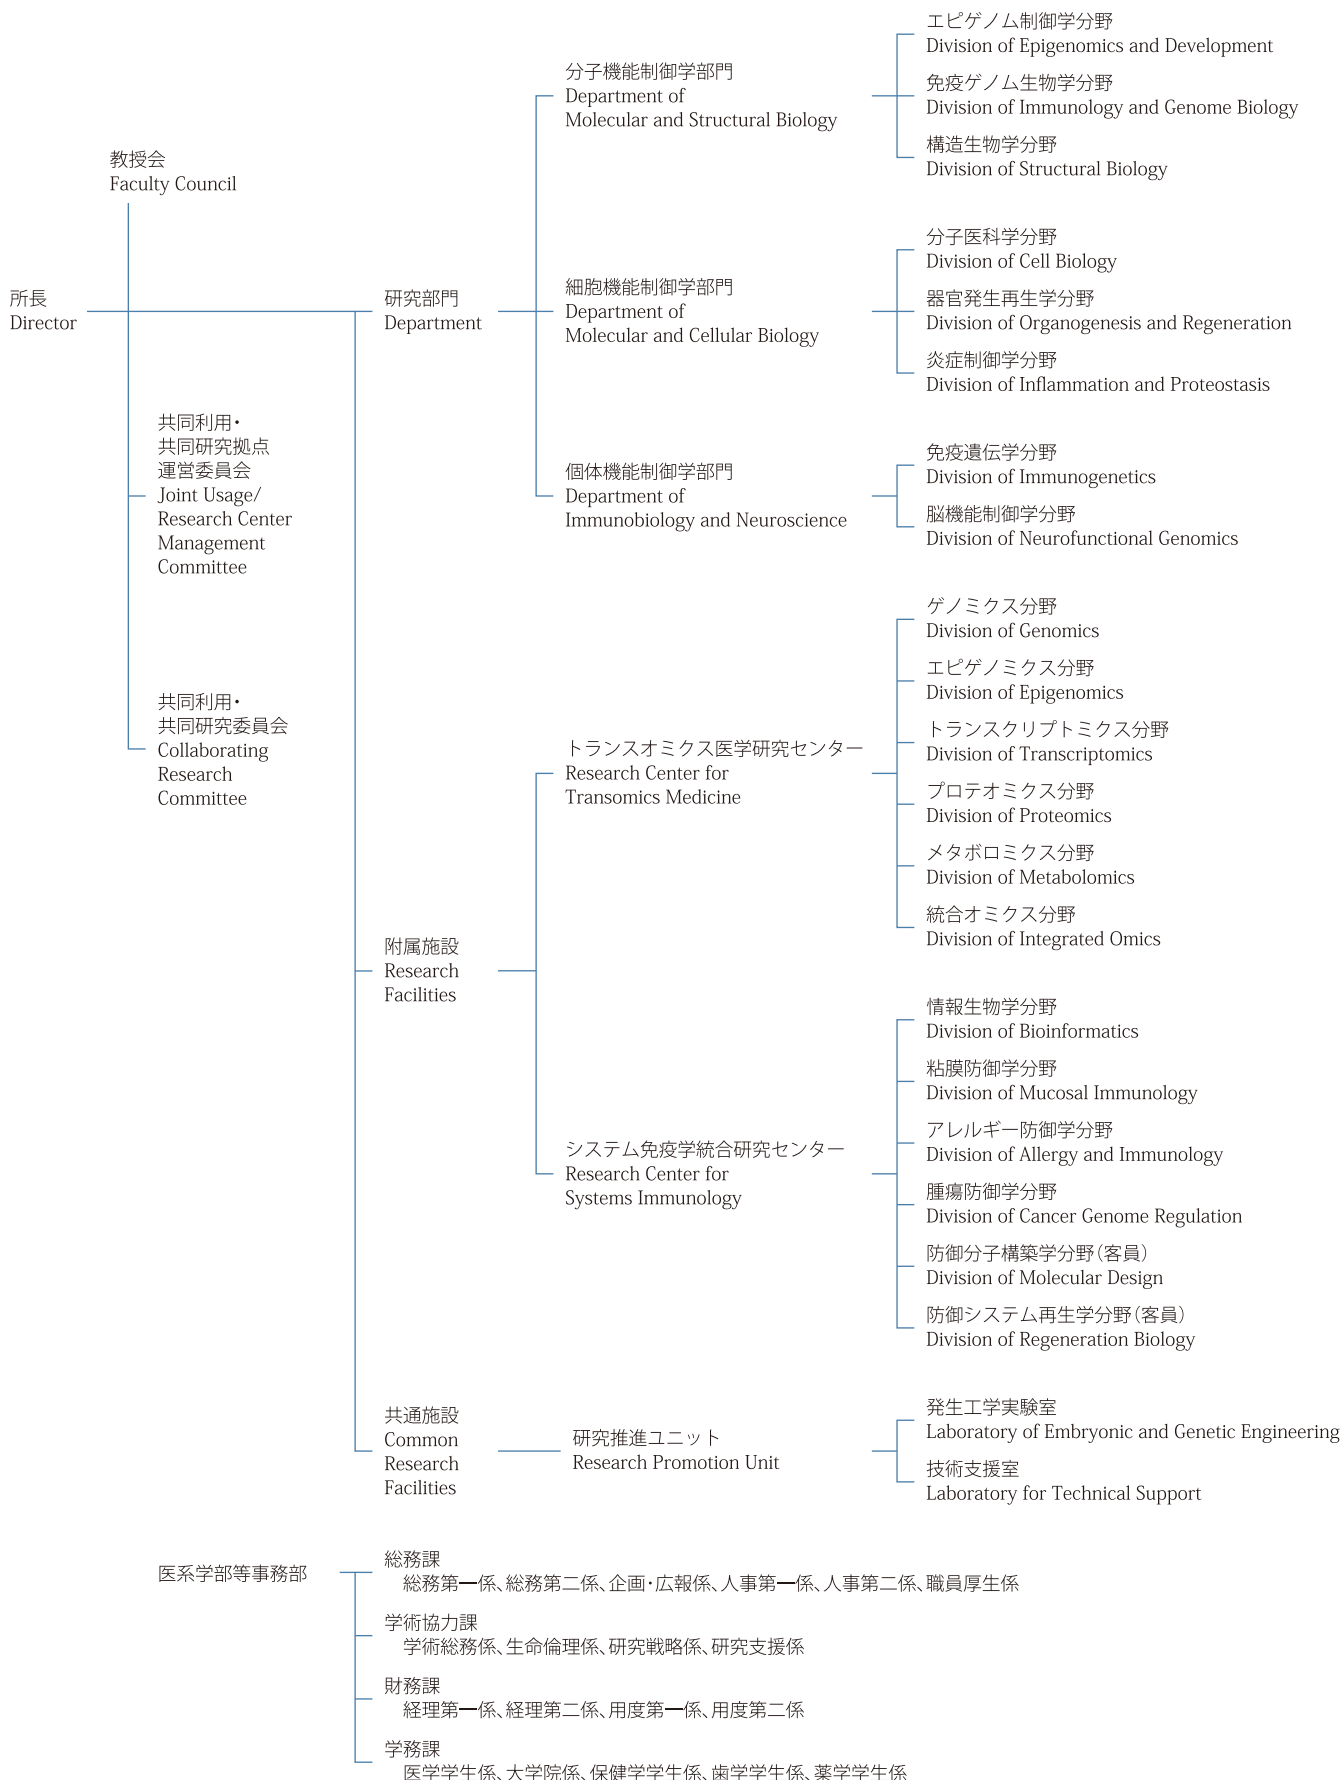 教授会
Faculty Council
所長
Director
共同利用・
共同研究拠点
運営委員会
Joint Usage/
Research Center
Management
Committee
共同利用・
共同研究委員会
Collaborating
Research
Committee
研究部門
Department
分子機能制御学部門
Department of
Molecular and Structural Biology
エピゲノム制御学分野
Division of Epigenomics and Development
免疫ゲノム生物学分野
Division of Immunology and Genome Biology
構造生物学分野
Division of Structural Biology
細胞機能制御学部門
Department of
Molecular and Cellular Biology
分子医科学分野
Division of Cell Biology
器官発生再生学分野
Division of Organogenesis and Regeneration
炎症制御学分野
Division of Inflammation and Proteostasis
個体機能制御学部門
Department of
Immunobiology and Neuroscience
免疫遺伝学分野
Division of Immunogenetics
脳機能制御学分野
Division of Neurofunctional Genomics
附属施設
Research
Facilities
トランスオミクス医学研究センター
Research Center for
Transomics Medicine
ゲノミクス分野
Division of Genomics
エピゲノミクス分野
Division of Epigenomics
トランスクリプトミクス分野
Division of Transcriptomics
プロテオミクス分野
Division of Proteomics
メタボロミクス分野
Division of Metabolomics
統合オミクス分野
Division of Integrated Omics
システム免疫学統合研究センター
Research Center for
Systems Immunology
情報生物学分野
Division of Bioinformatics
粘膜防御学分野
Division of Mucosal Immunology
アレルギー防御学分野
Division of Allergy and Immunology
腫瘍防御学分野
Division of Cancer Genome Regulation
防御分子構築学分野（客員）
Division of Molecular Design
防御システム再生学分野（客員）
Division of Regeneration Biology
共通施設
Common
Research
Facilities
研究推進ユニット
Research Promotion Unit
発生工学実験室
Laboratory of Embryonic and Genetic Engineering
技術支援室
Laboratory for Technical Support
医系学部等事務部
総務課
総務第一係、総務第二係、企画・広報係、人事第一係、人事第二係、職員厚生係
学術協力課
学術総務係、生命倫理係、研究戦略係、研究支援係
財務課
経理第一係、経理第二係、用度第一係、用度第二係
学務課
医学学生係、大学院係、保健学学生係、歯学学生係、薬学学生係